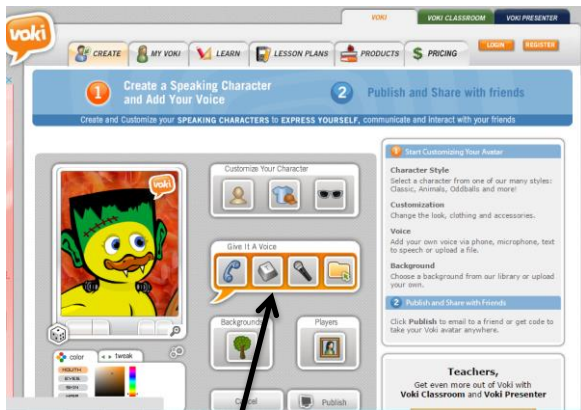 VOKI
VOKI CLASSROOM
VOKI PRESENTER
voki
CREATE
MY VOKI
LEARN
LESSON PLANS
PRODUCTS
$ PRICING
LOGIN
REGISTER
1 Create a Speaking Character
and Add Your Voice
2 Publish and Share with friends
Create and Customize your SPEAKING CHARACTERS to EXPRESS YOURSELF, communicate and interact with your friends
voki
Customize Your Character
Give It A Voice
Backgrounds
Players
Cancel
Publish
color
tweak
MOUTH
EYES
SKIN
HAIR
1 Start Customizing Your Avatar
Character Style
Select a character from one of our many styles:
Classic, Animals, Oddballs and more!
Customization
Change the look, clothing and accessories.
Voice
Add your own voice via phone, microphone, text
to speech or upload a file.
Background
Choose a background from our library or upload
your own.
2 Publish and Share with Friends
Click Publish to email to a friend or get code to
take your Voki avatar anywhere.
Teachers,
Get even more out of Voki with
Voki Classroom and Voki Presenter